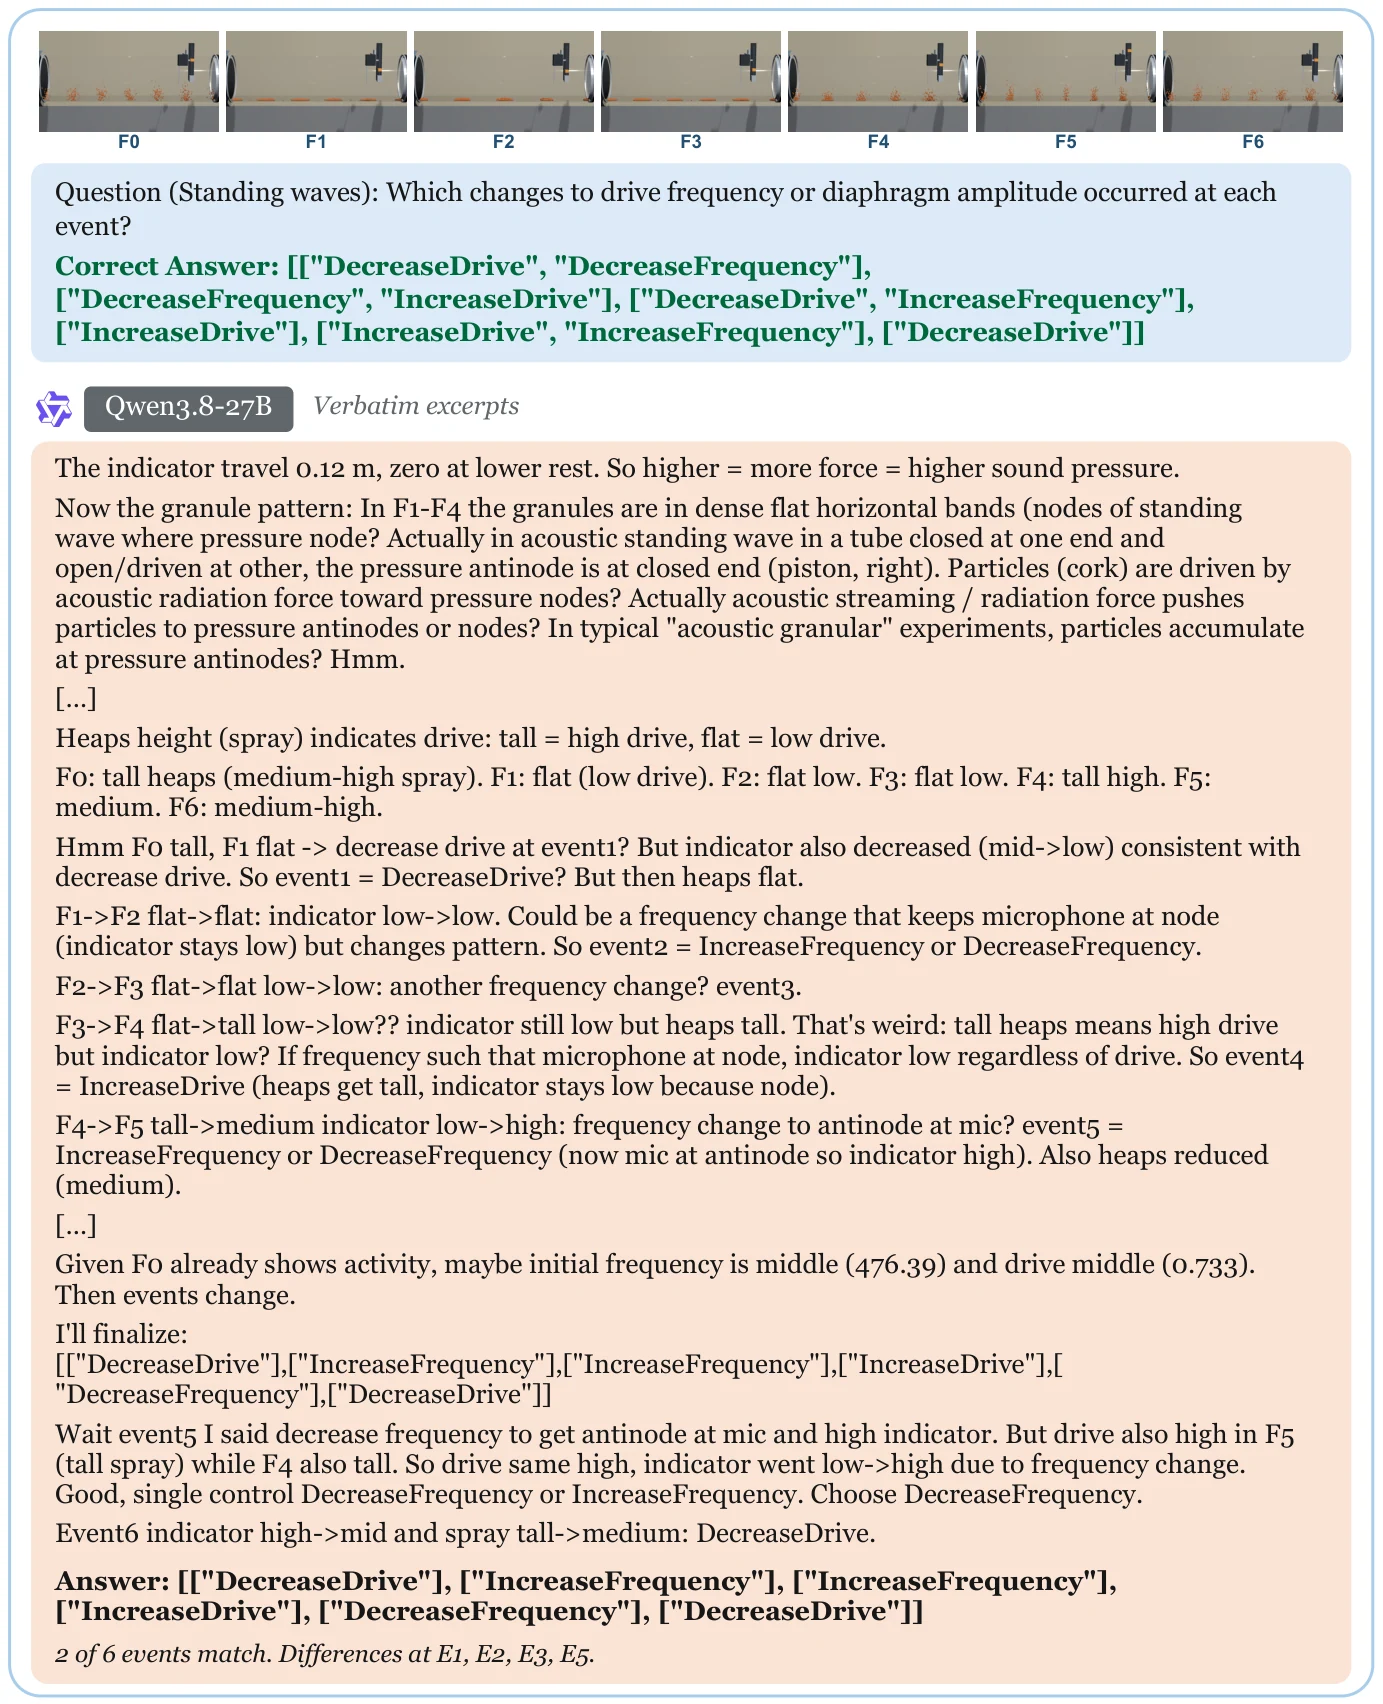 F0 F1 F2 F3 F4 F5 F6
Question (Standing waves): Which changes to drive frequency or diaphragm amplitude occurred at each
event?
Correct Answer: [["DecreaseDrive", "DecreaseFrequency"],
["DecreaseFrequency", "IncreaseDrive"], ["DecreaseDrive", "IncreaseFrequency"],
["IncreaseDrive"], ["IncreaseDrive", "IncreaseFrequency"], ["DecreaseDrive"]]
Qwen3.8-27B Verbatim excerpts
The indicator travel 0.12 m, zero at lower rest. So higher = more force = higher sound pressure.
Now the granule pattern: In F1-F4 the granules are in dense flat horizontal bands (nodes of standing
wave where pressure node? Actually in acoustic standing wave in a tube closed at one end and
open/driven at other, the pressure antinode is at closed end (piston, right). Particles (cork) are driven by
acoustic radiation force toward pressure nodes? Actually acoustic streaming / radiation force pushes
particles to pressure antinodes or nodes? In typical "acoustic granular" experiments, particles accumulate
at pressure antinodes? Hmm.
[...]
Heaps height (spray) indicates drive: tall = high drive, flat = low drive.
F0: tall heaps (medium-high spray). F1: flat (low drive). F2: flat low. F3: flat low. F4: tall high. F5:
medium. F6: medium-high.
Hmm F0 tall, F1 flat -> decrease drive at event1? But indicator also decreased (mid->low) consistent with
decrease drive. So event1 = DecreaseDrive? But then heaps flat.
F1->F2 flat->flat: indicator low->low. Could be a frequency change that keeps microphone at node
(indicator stays low) but changes pattern. So event2 = IncreaseFrequency or DecreaseFrequency.
F2->F3 flat->flat low->low: another frequency change? event3.
F3->F4 flat->tall low->low?? indicator still low but heaps tall. That's weird: tall heaps means high drive
but indicator low? If frequency such that microphone at node, indicator low regardless of drive. So event4
= IncreaseDrive (heaps get tall, indicator stays low because node).
F4->F5 tall->medium indicator low->high: frequency change to antinode at mic? event5 =
IncreaseFrequency or DecreaseFrequency (now mic at antinode so indicator high). Also heaps reduced
(medium).
[...]
Given F0 already shows activity, maybe initial frequency is middle (476.39) and drive middle (0.733).
Then events change.
I'll finalize:
[["DecreaseDrive"],["IncreaseFrequency"],["IncreaseFrequency"],["IncreaseDrive"],[
"DecreaseFrequency"],["DecreaseDrive"]]
Wait event5 I said decrease frequency to get antinode at mic and high indicator. But drive also high in F5
(tall spray) while F4 also tall. So drive same high, indicator went low->high due to frequency change.
Good, single control DecreaseFrequency or IncreaseFrequency. Choose DecreaseFrequency.
Event6 indicator high->mid and spray tall->medium: DecreaseDrive.
Answer: [["DecreaseDrive"], ["IncreaseFrequency"], ["IncreaseFrequency"],
["IncreaseDrive"], ["DecreaseFrequency"], ["DecreaseDrive"]]
2 of 6 events match. Differences at E1, E2, E3, E5.